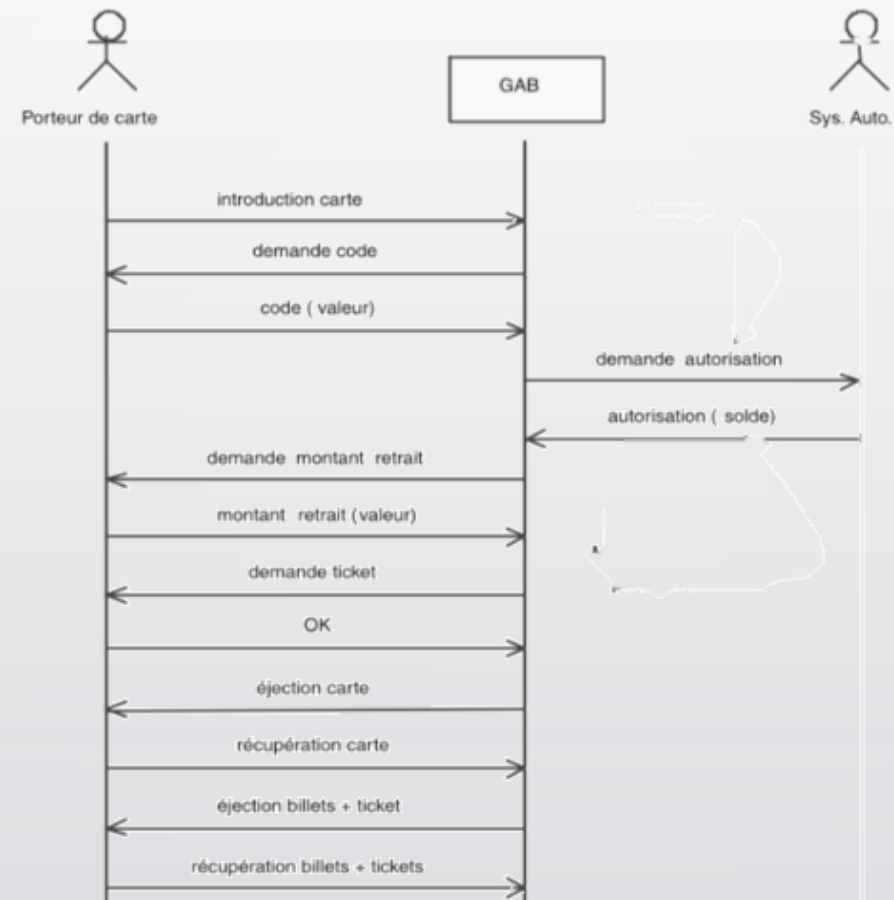 GAB
Porteur de carte
Sys. Auto.
introduction carte
demande code
code ( valeur)
demande autorisation
autorisation ( solde)
demande montant retrait
montant retrait (valeur)
demande ticket
OK
éjection carte
récupération carte
éjection billets + ticket
récupération billets + tickets